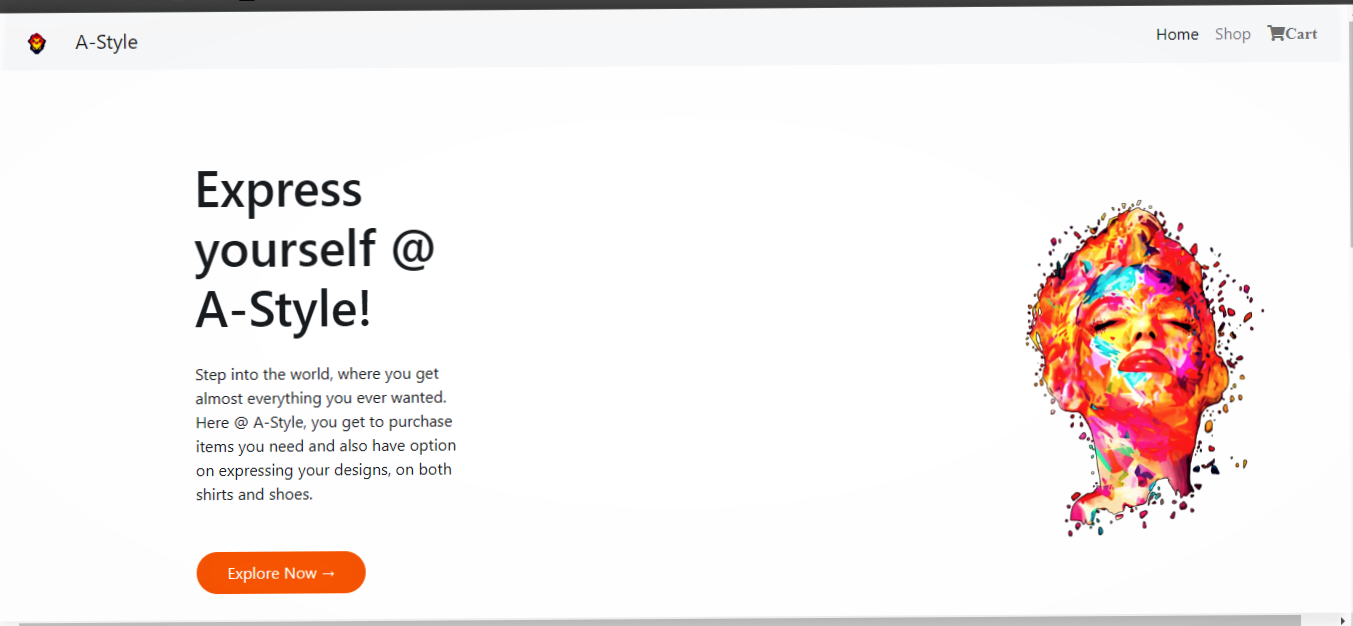 A-Style
Home Shop Cart
Express
yourself @
A-Style!
Step into the world, where you get
almost everything you ever wanted.
Here @ A-Style, you get to purchase
items you need and also have option
on expressing your designs, on both
shirts and shoes.
Explore Now →